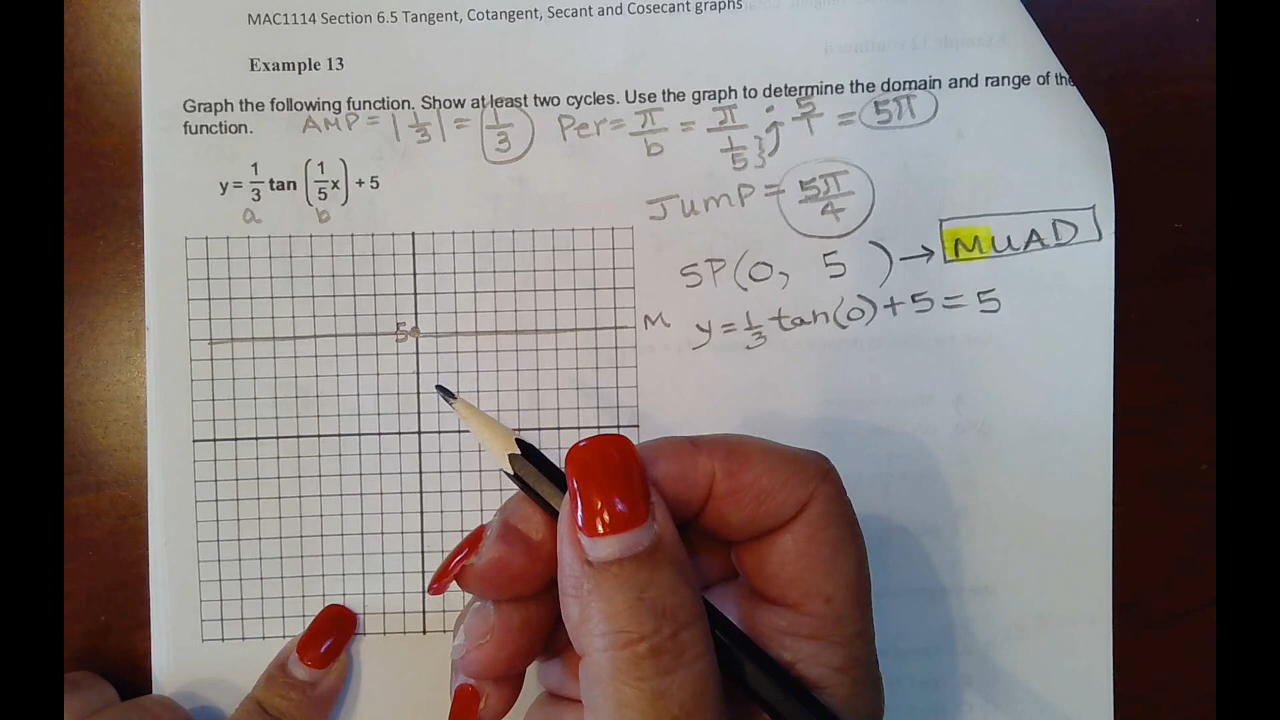 MAC1114 Section 6.5 Tangent, Cotangent, Secant and Cosecant graphs
Example 13
Graph the following function. Show at least two cycles. Use the graph to determine the domain and range of the
function.
AMP = |1/3| = 1/3
Per = π/b = π/(1/5) ; 5/1 = 5π
y = 1/3 tan (1/5 x) + 5
a b
Jump = 5π/4
SP(0, 5) → MUAD
5 M
y = 1/3 tan(0) + 5 = 5